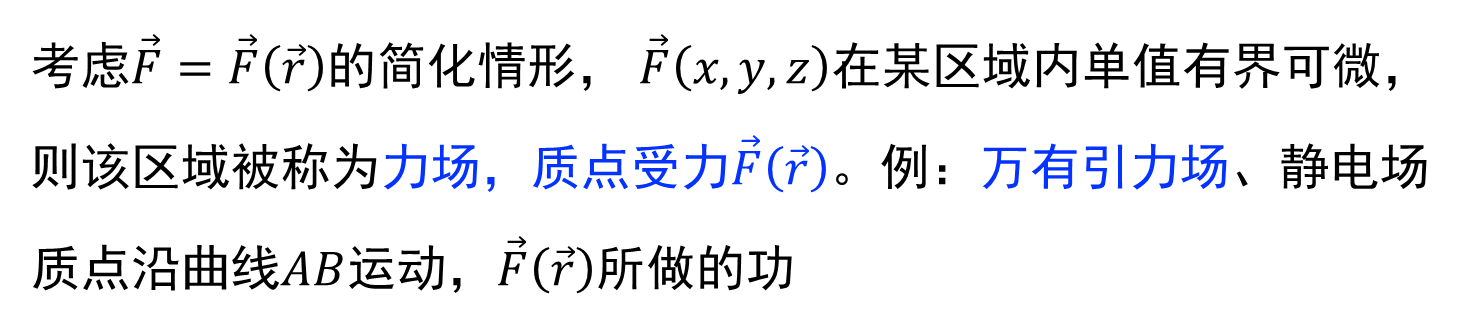 考虑$\vec{F} = \vec{F}(\vec{r})$的简化情形， $\vec{F}(x, y, z)$在某区域内单值有界可微，
则该区域被称为力场，质点受力$\vec{F}(\vec{r})$。例：万有引力场、静电场
质点沿曲线$AB$运动，$\vec{F}(\vec{r})$所做的功